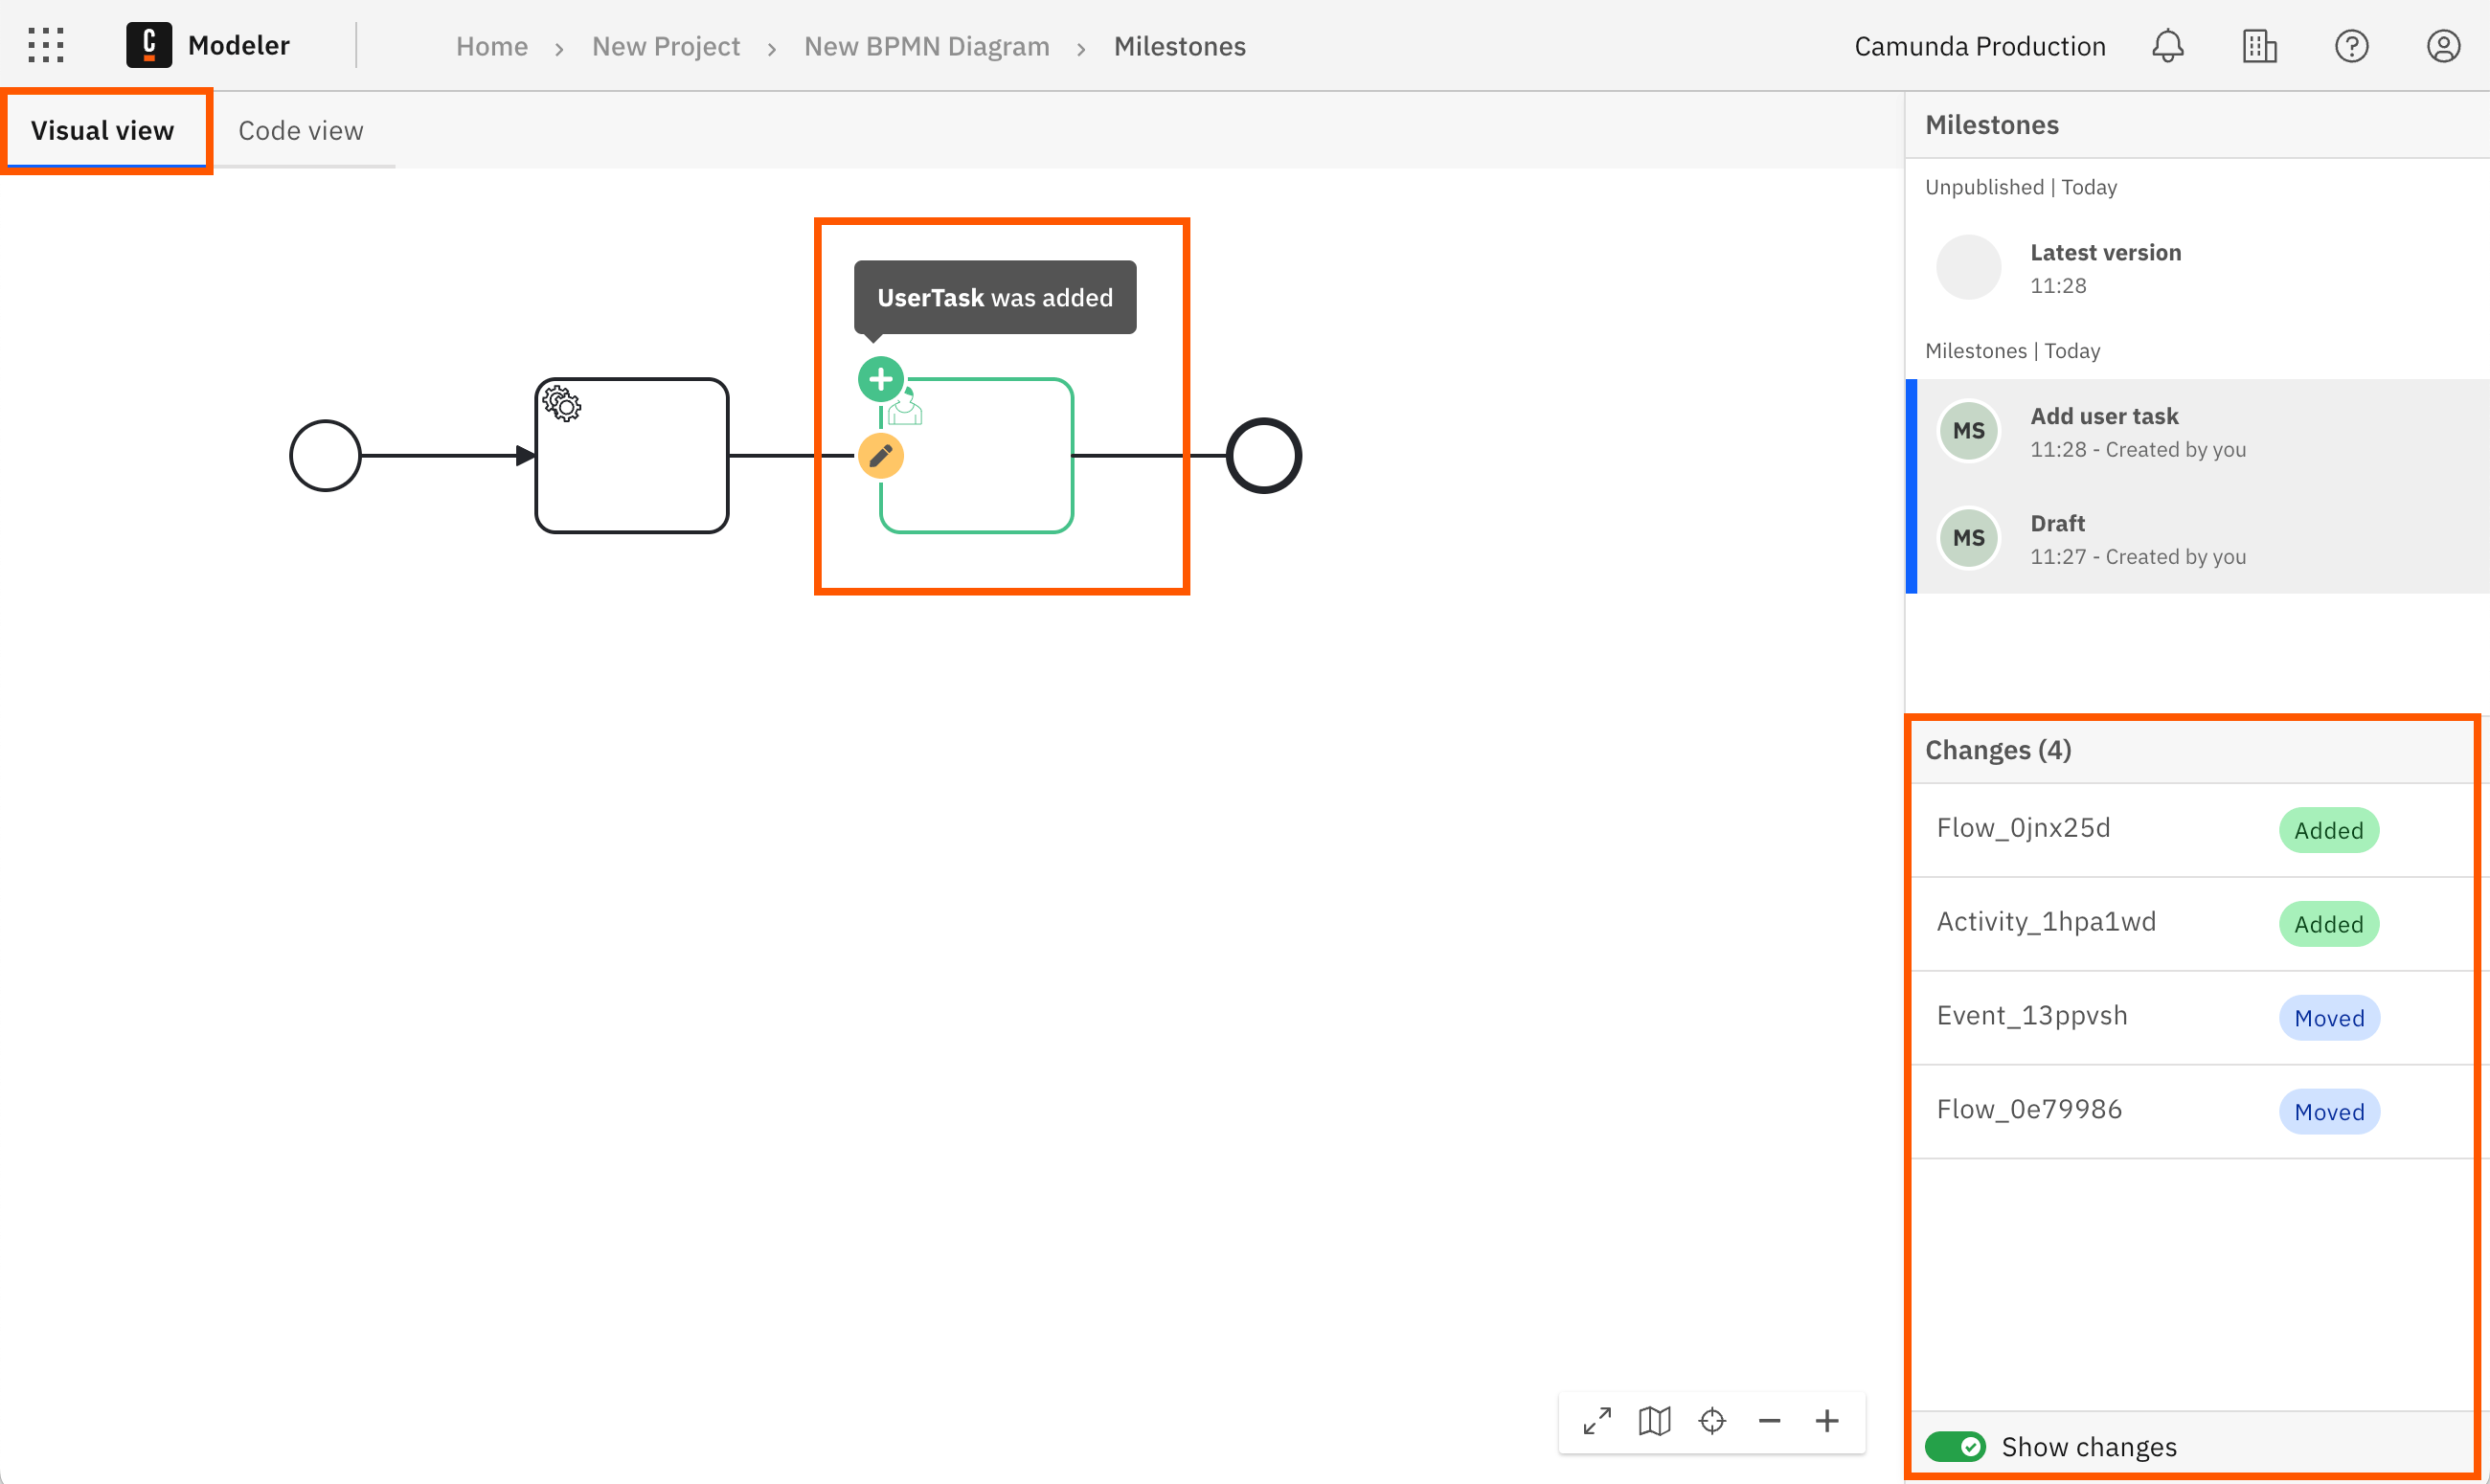 Modeler
Home › New Project › New BPMN Diagram › Milestones
Camunda Production
Visual view
Code view
UserTask was added
Milestones
Unpublished | Today
Latest version
11:28
Milestones | Today
MS
Add user task
11:28 - Created by you
MS
Draft
11:27 - Created by you
Changes (4)
Flow_0jnx25d Added
Activity_1hpa1wd Added
Event_13ppvsh Moved
Flow_0e79986 Moved
Show changes